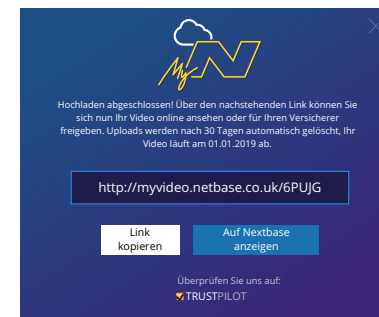 My N
Hochladen abgeschlossen! Über den nachstehenden Link können Sie
sich nun Ihr Video online ansehen oder für Ihren Versicherer
freigeben. Uploads werden nach 30 Tagen automatisch gelöscht, Ihr
Video läuft am 01.01.2019 ab.
http://myvideo.netbase.co.uk/6PUJG
Link
kopieren
Auf Nextbase
anzeigen
Überprüfen Sie uns auf:
TRUSTPILOT